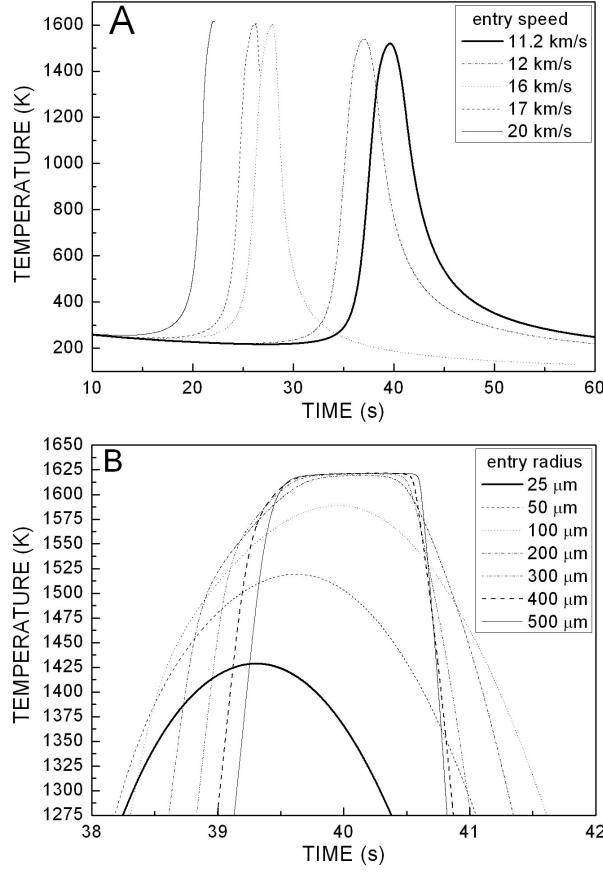 A
entry speed
11.2 km/s
12 km/s
16 km/s
17 km/s
20 km/s
1600
1400
1200
1000
800
600
400
200
TEMPERATURE (K)
10 20 30 40 50 60
TIME (s)
B
entry radius
25 μm
50 μm
100 μm
200 μm
300 μm
400 μm
500 μm
1650
1625
1600
1575
1550
1525
1500
1475
1450
1425
1400
1375
1350
1325
1300
1275
TEMPERATURE (K)
38 39 40 41 42
TIME (s)